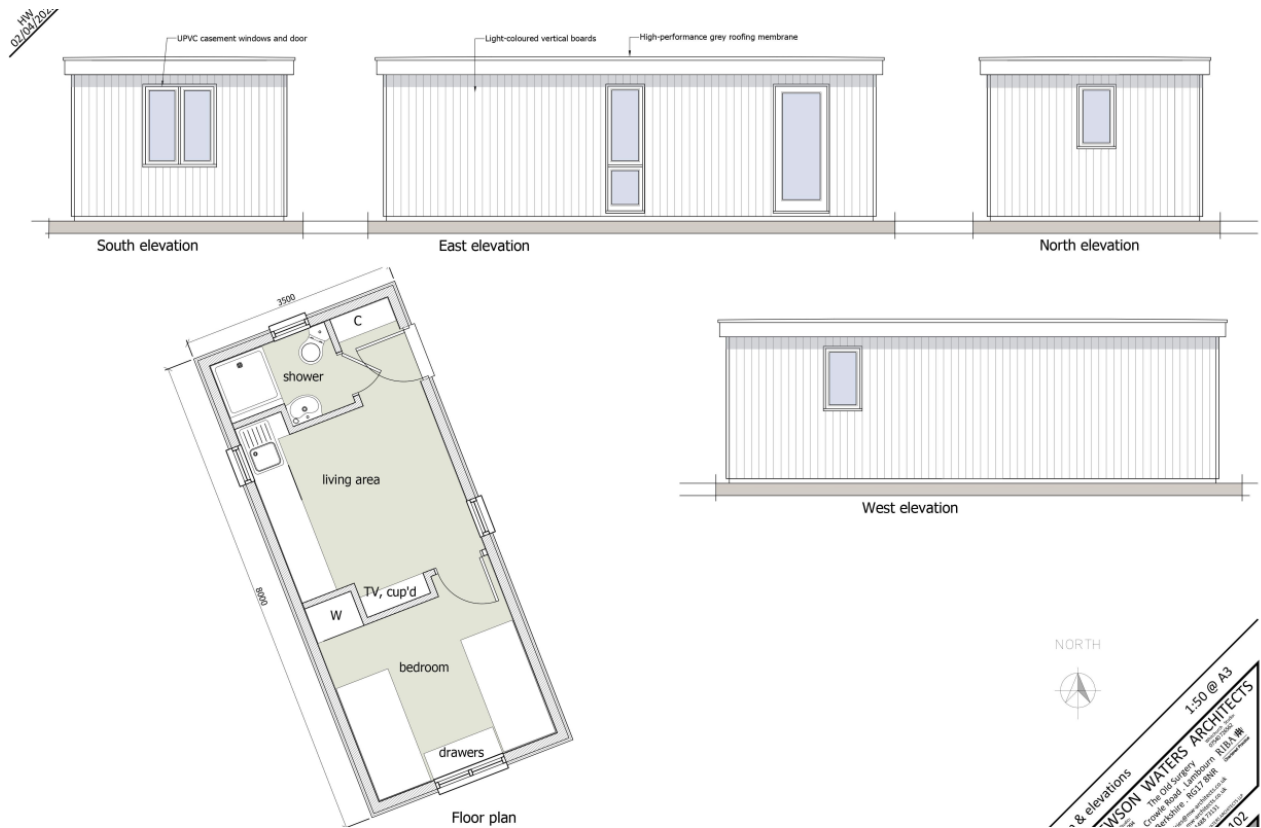 HW
UPVC casement windows and door
Light-coloured vertical boards
High-performance grey roofing membrane
South elevation
East elevation
North elevation
3500
C
shower
living area
8000
TV, cup'd
W
bedroom
drawers
Floor plan
West elevation
NORTH
1:50 @ A3
& elevations
WATERS ARCHITECTS
The Old Surgery
Crowle Road . Lambourn
Berkshire . RG17 8NR
RIBA
102